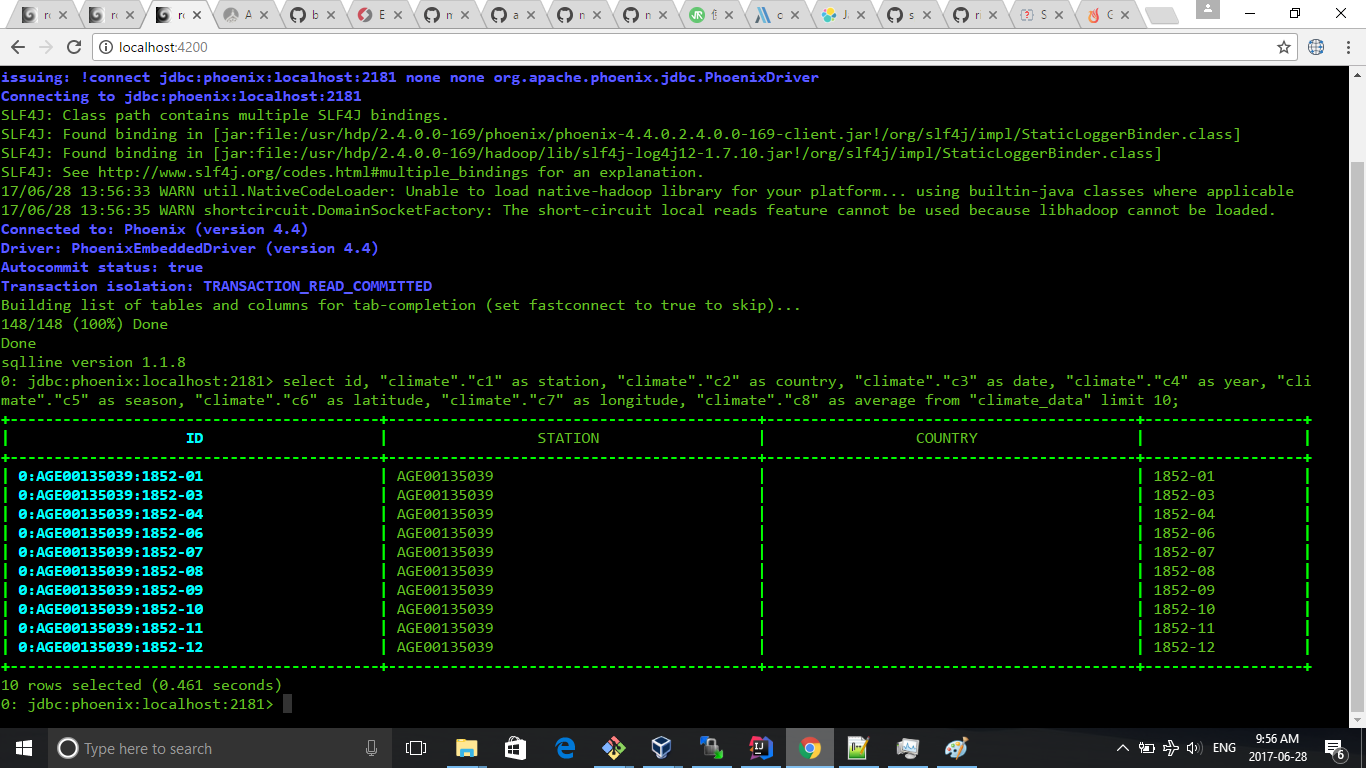 localhost:4200
issuing: !connect jdbc:phoenix:localhost:2181 none none org.apache.phoenix.jdbc.PhoenixDriver
Connecting to jdbc:phoenix:localhost:2181
SLF4J: Class path contains multiple SLF4J bindings.
SLF4J: Found binding in [jar:file:/usr/hdp/2.4.0.0-169/phoenix/phoenix-4.4.0.2.4.0.0-169-client.jar!/org/slf4j/impl/StaticLoggerBinder.class]
SLF4J: Found binding in [jar:file:/usr/hdp/2.4.0.0-169/hadoop/lib/slf4j-log4j12-1.7.10.jar!/org/slf4j/impl/StaticLoggerBinder.class]
SLF4J: See http://www.slf4j.org/codes.html#multiple_bindings for an explanation.
17/06/28 13:56:33 WARN util.NativeCodeLoader: Unable to load native-hadoop library for your platform... using builtin-java classes where applicable
17/06/28 13:56:35 WARN shortcircuit.DomainSocketFactory: The short-circuit local reads feature cannot be used because libhadoop cannot be loaded.
Connected to: Phoenix (version 4.4)
Driver: PhoenixEmbeddedDriver (version 4.4)
Autocommit status: true
Transaction isolation: TRANSACTION_READ_COMMITTED
Building list of tables and columns for tab-completion (set fastconnect to true to skip)...
148/148 (100%) Done
Done
sqlline version 1.1.8
0: jdbc:phoenix:localhost:2181> select id, "climate"."c1" as station, "climate"."c2" as country, "climate"."c3" as date, "climate"."c4" as year, "cli
mate"."c5" as season, "climate"."c6" as latitude, "climate"."c7" as longitude, "climate"."c8" as average from "climate_data" limit 10;
| ID | STATION | COUNTRY | |
| 0:AGE00135039:1852-01 | AGE00135039 | | 1852-01 |
| 0:AGE00135039:1852-03 | AGE00135039 | | 1852-03 |
| 0:AGE00135039:1852-04 | AGE00135039 | | 1852-04 |
| 0:AGE00135039:1852-06 | AGE00135039 | | 1852-06 |
| 0:AGE00135039:1852-07 | AGE00135039 | | 1852-07 |
| 0:AGE00135039:1852-08 | AGE00135039 | | 1852-08 |
| 0:AGE00135039:1852-09 | AGE00135039 | | 1852-09 |
| 0:AGE00135039:1852-10 | AGE00135039 | | 1852-10 |
| 0:AGE00135039:1852-11 | AGE00135039 | | 1852-11 |
| 0:AGE00135039:1852-12 | AGE00135039 | | 1852-12 |
10 rows selected (0.461 seconds)
0: jdbc:phoenix:localhost:2181>
Type here to search
ENG
9:56 AM
2017-06-28
6